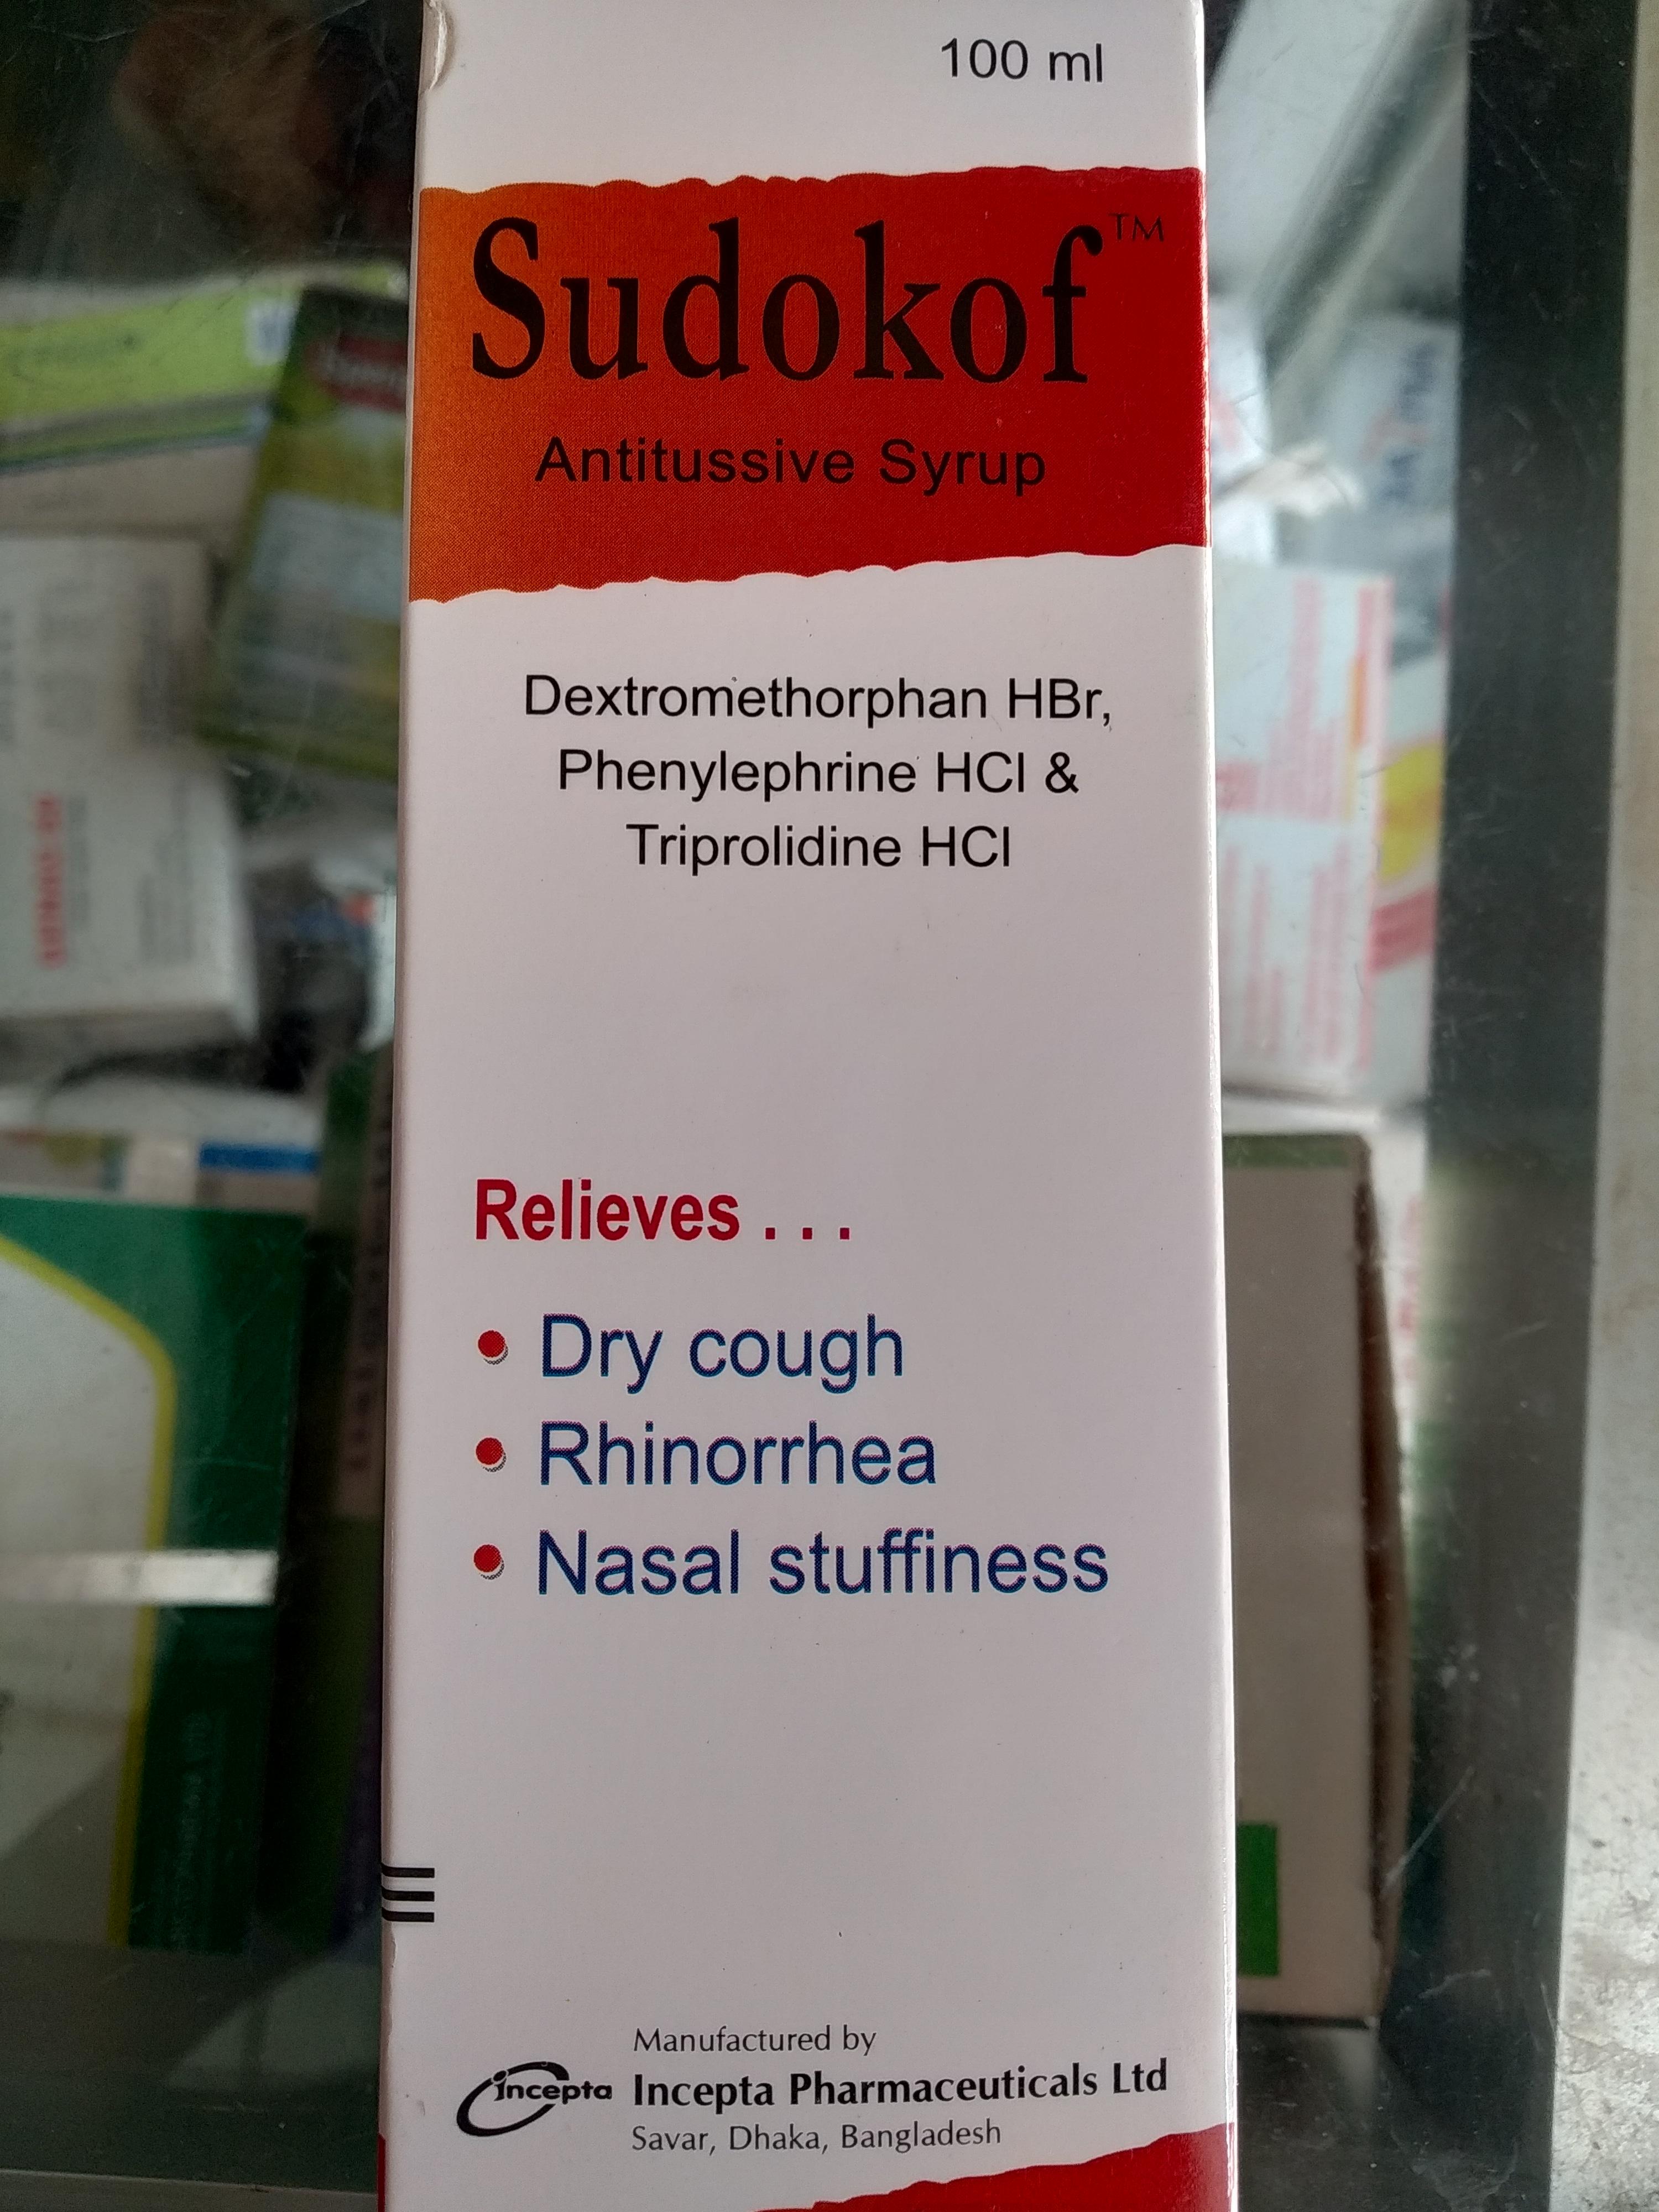 100 ml
Sudokof™
Antitussive Syrup
Dextromethorphan HBr,
Phenylephrine HCl &
Triprolidine HCl
Relieves . . .
• Dry cough
• Rhinorrhea
• Nasal stuffiness
Manufactured by
incepta Incepta Pharmaceuticals Ltd
Savar, Dhaka, Bangladesh